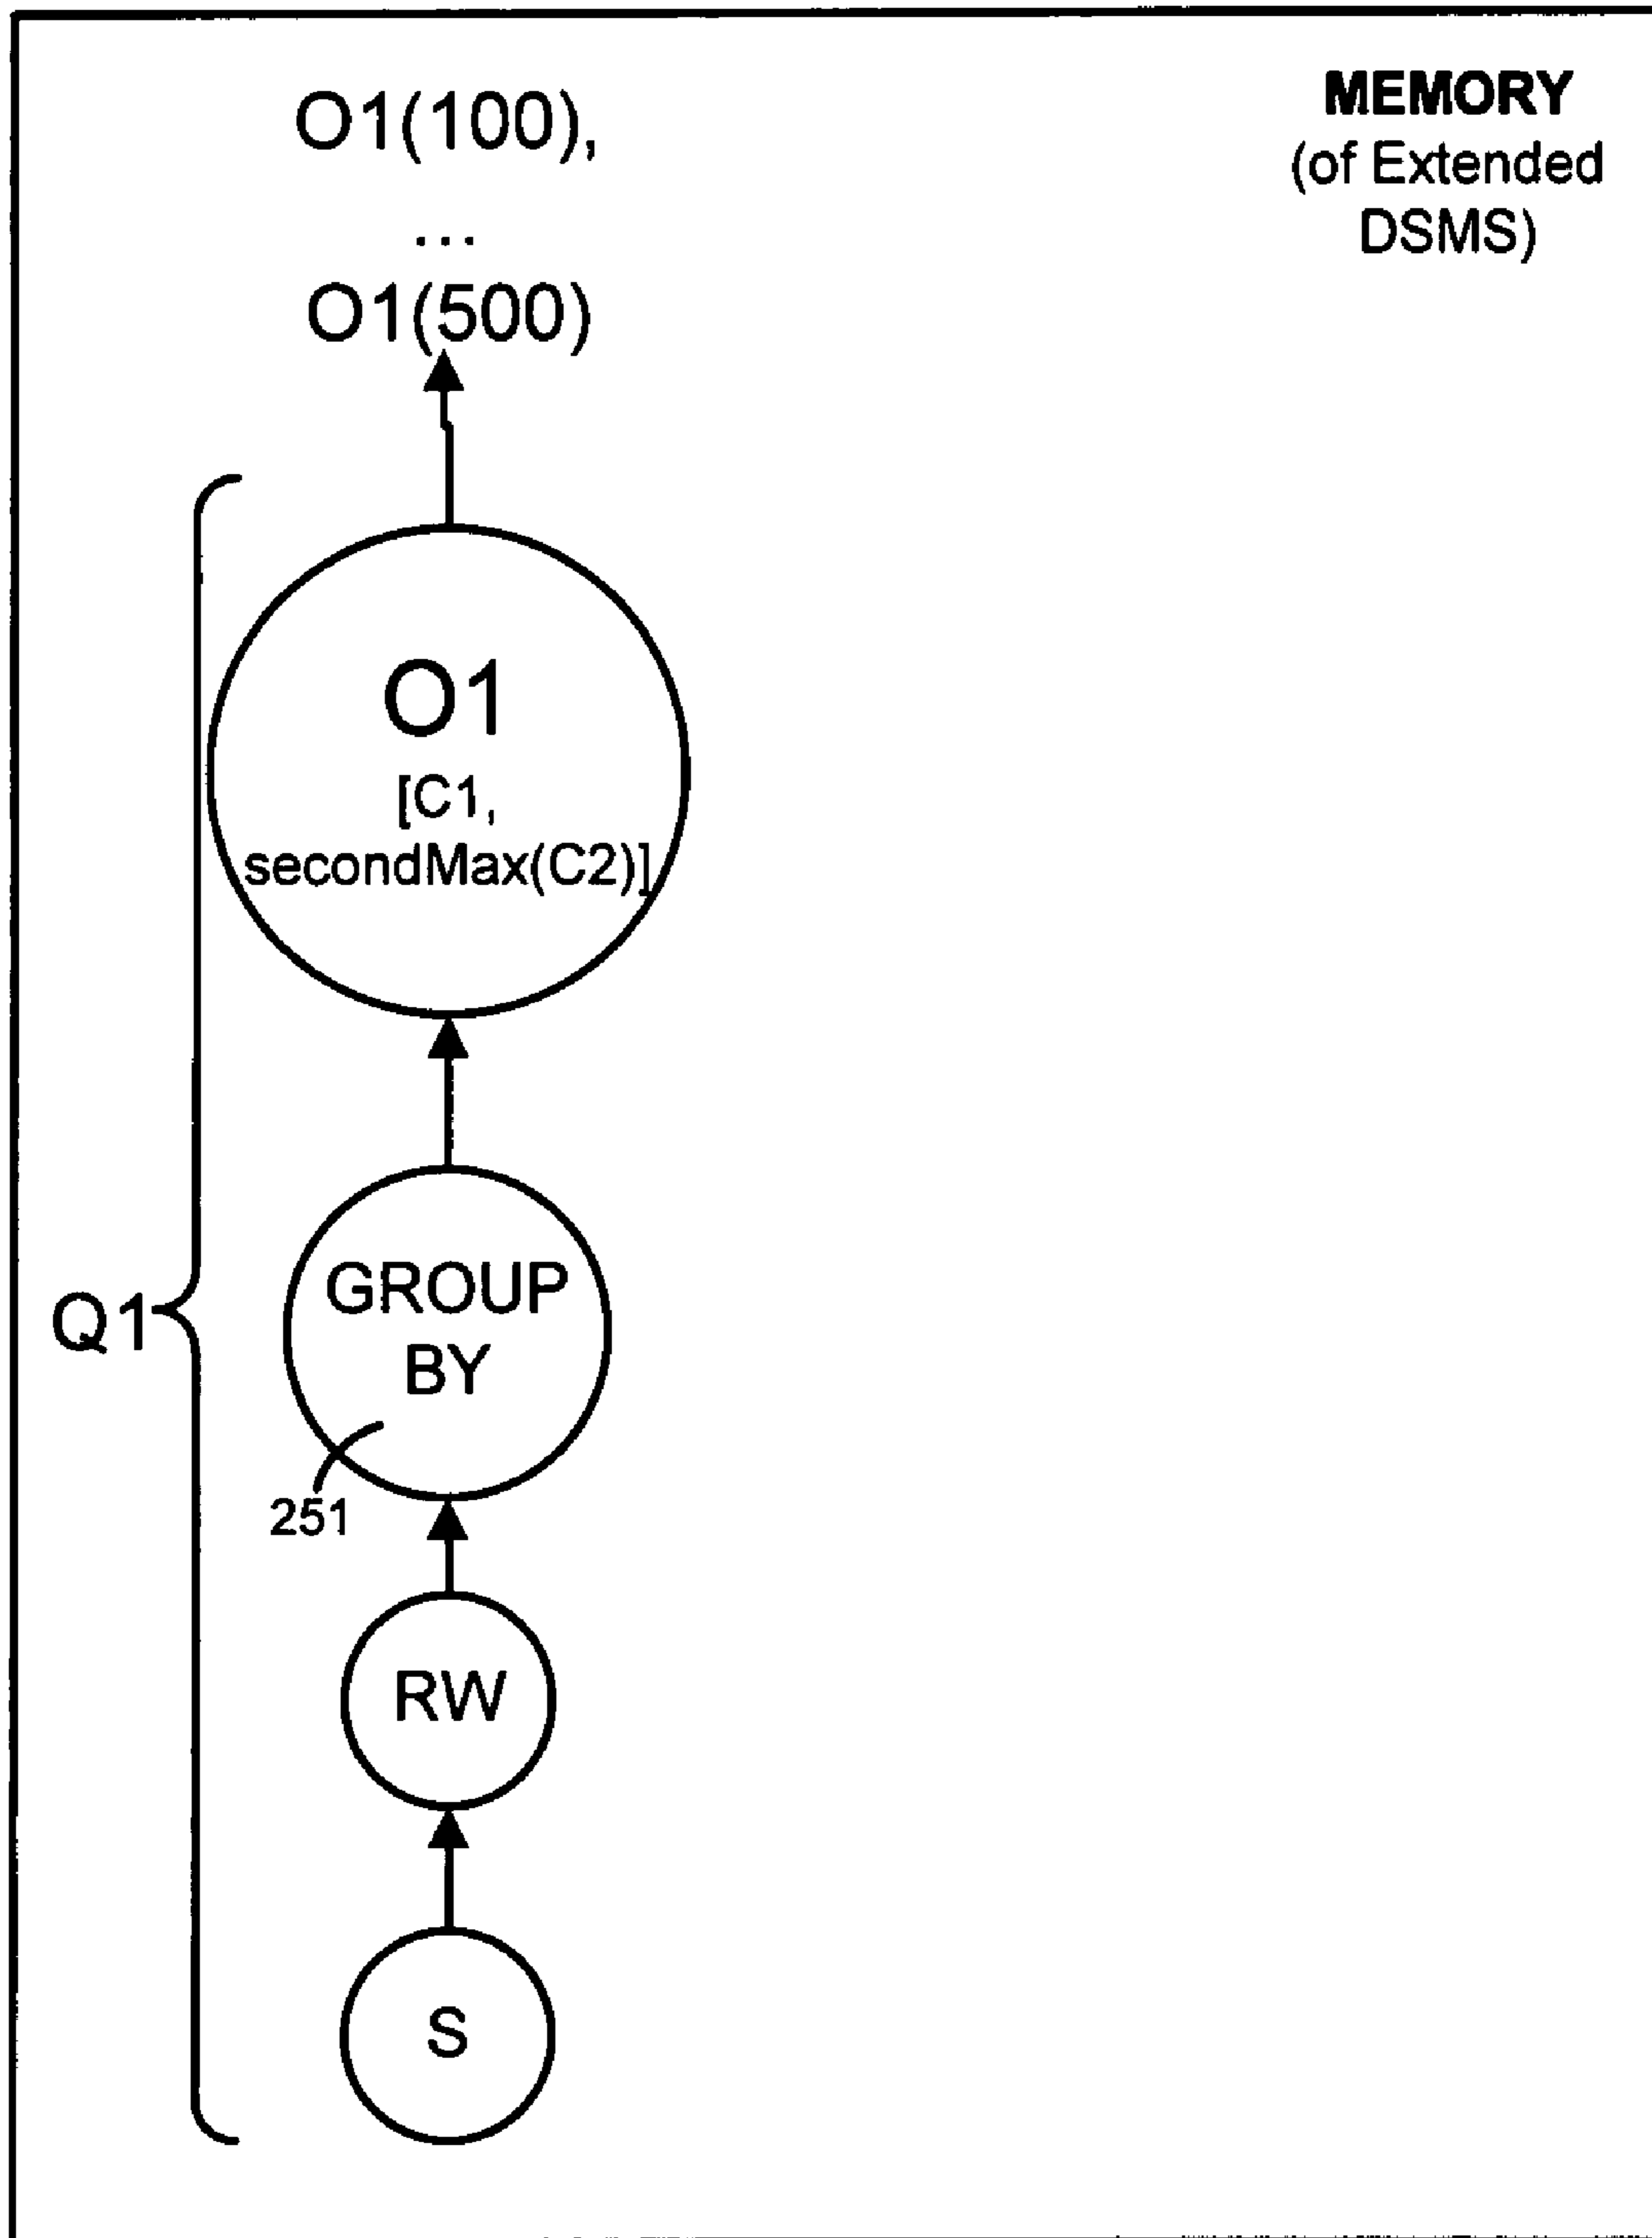 O1(100),
...
O1(500)
MEMORY
(of Extended
DSMS)
O1
[C1,
secondMax(C2)]
GROUP
BY
251
Q1
RW
S